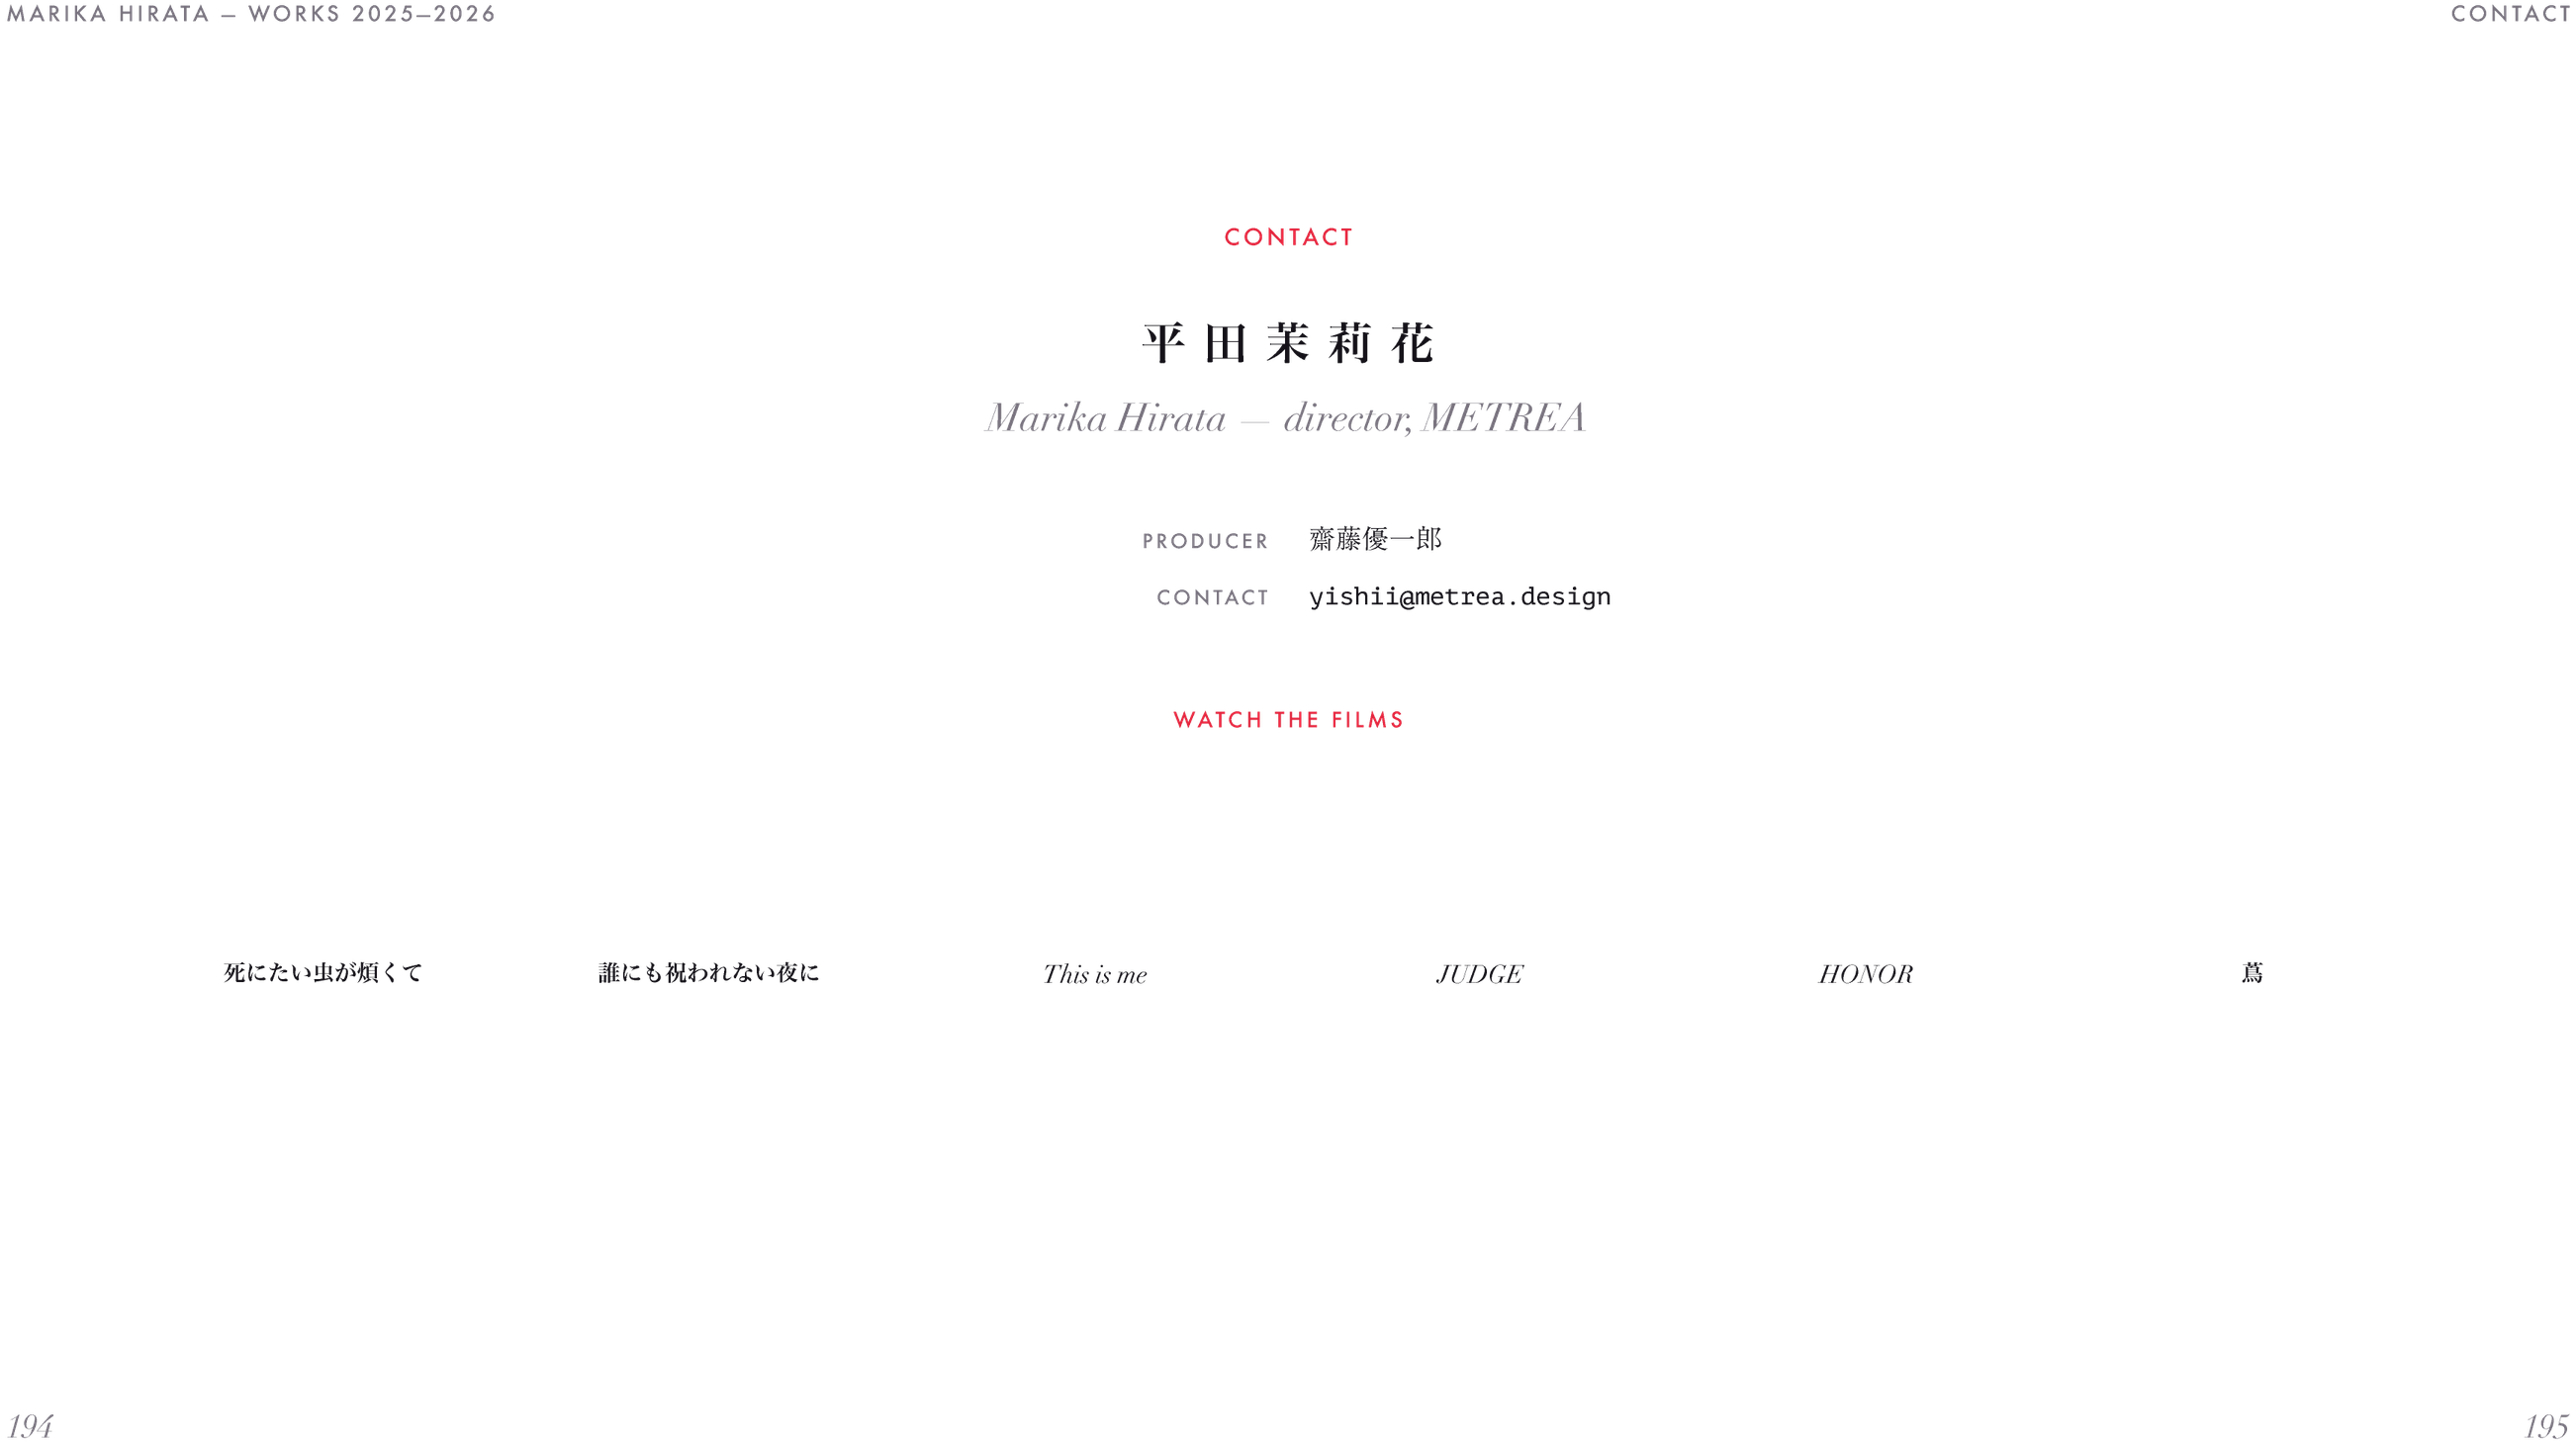 MARIKA HIRATA — WORKS 2025—2026
CONTACT
CONTACT
平田茉莉花
Marika Hirata — director, METREA
PRODUCER 齋藤優一郎
CONTACT yishii@metrea.design
WATCH THE FILMS
死にたい虫が煩くて
誰にも祝われない夜に
This is me
JUDGE
HONOR
蔦
194
195